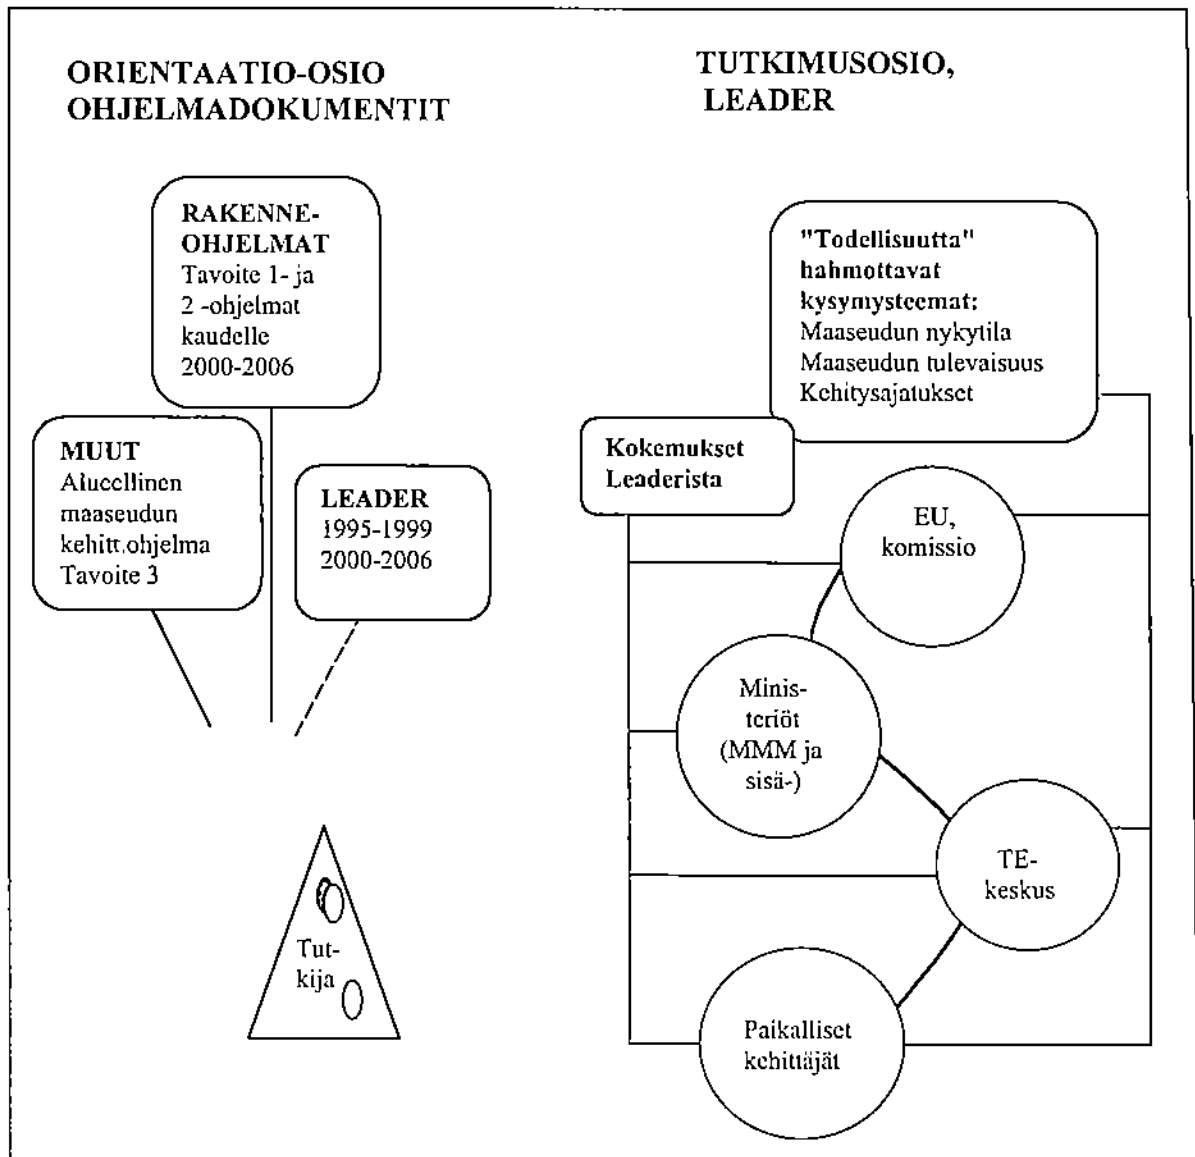 ORIENTAATIO-OSIO
OHJELMADOKUMENTIT
RAKENNE-
OHJELMAT
Tavoite 1- ja
2 -ohjelmat
kaudelle
2000-2006
MUUT
Alueellinen
maaseudun
kehitt.ohjelma
Tavoite 3
LEADER
1995-1999
2000-2006
Tut-
kija
TUTKIMUSOSIO,
LEADER
"Todellisuutta"
hahmottavat
kysymysteemat:
Maaseudun nykytila
Maaseudun tulevaisuus
Kehitysajatukset
Kokemukset
Leaderista
EU,
komissio
Minis-
teriöt
(MMM ja
sisä-)
TE-
keskus
Paikalliset
kehittäjät